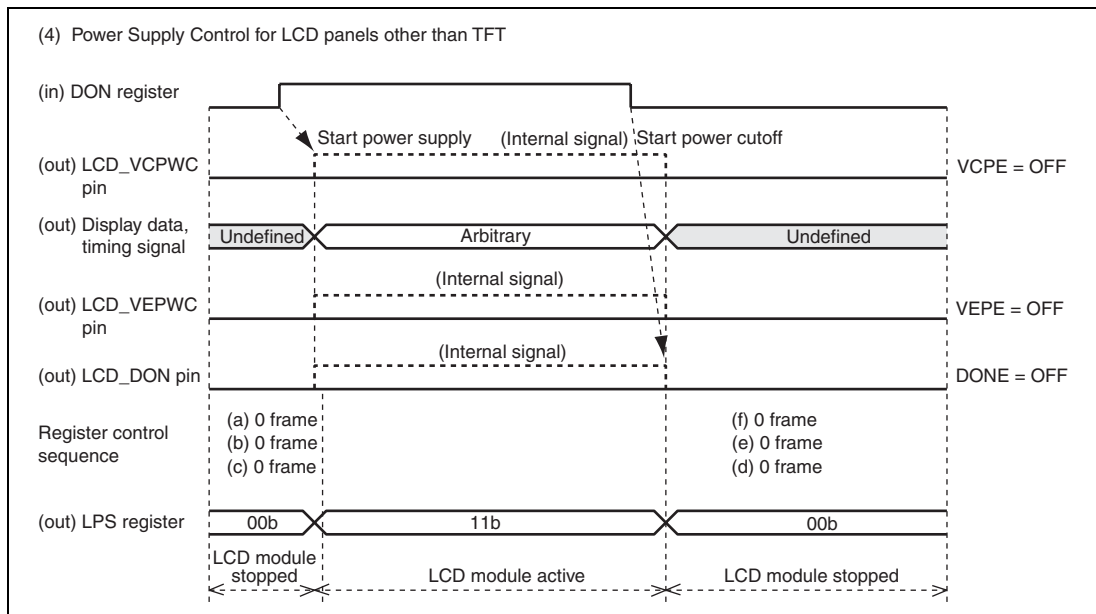 (4) Power Supply Control for LCD panels other than TFT
(in) DON register
Start power supply
(Internal signal)
Start power cutoff
(out) LCD_VCPWC
pin
VCPE = OFF
(out) Display data,
timing signal
Undefined
Arbitrary
Undefined
(Internal signal)
(out) LCD_VEPWC
pin
VEPE = OFF
(Internal signal)
(out) LCD_DON pin
DONE = OFF
Register control
sequence
(a) 0 frame
(b) 0 frame
(c) 0 frame
(f) 0 frame
(e) 0 frame
(d) 0 frame
(out) LPS register
00b
11b
00b
LCD module
stopped
LCD module active
LCD module stopped